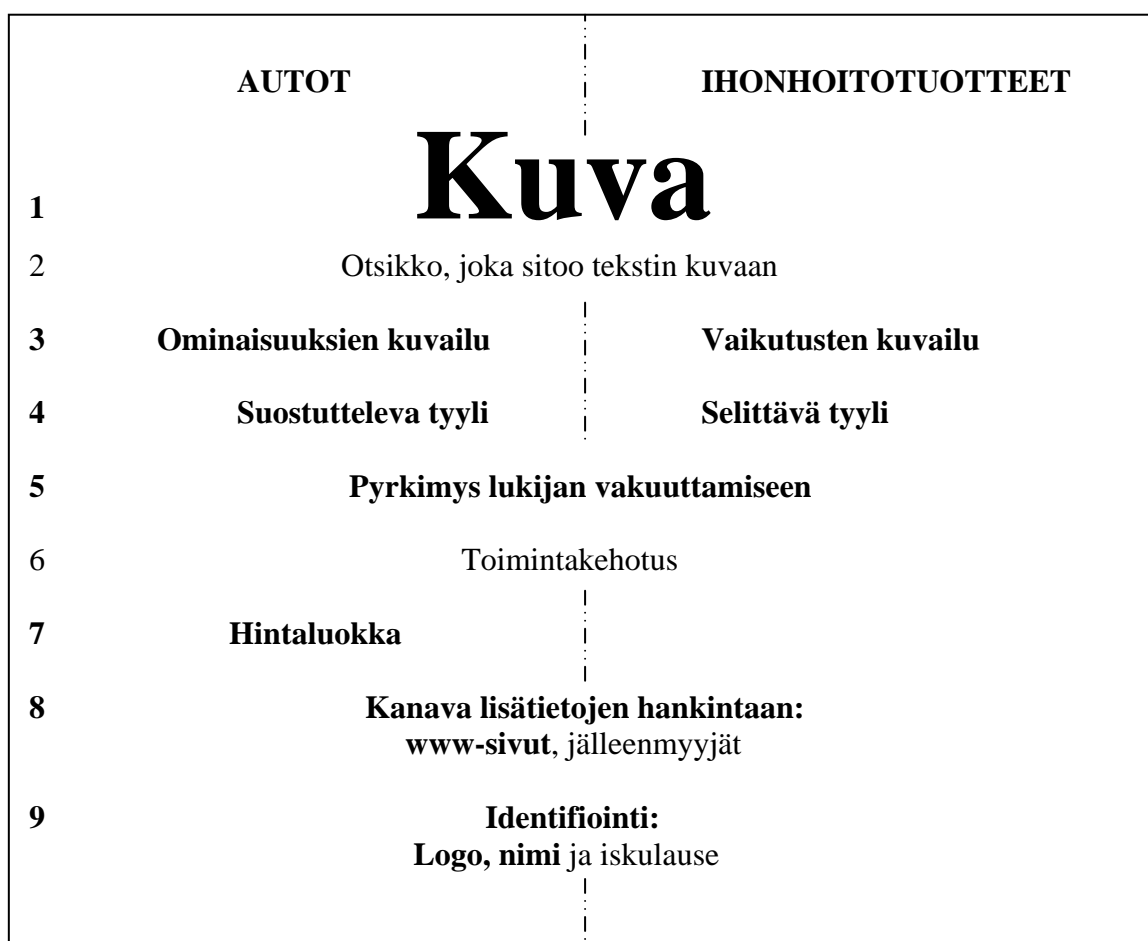 AUTOT IHONHOITOTUOTTEET
1 Kuva
2 Otsikko, joka sitoo tekstin kuvaan
3 Ominaisuuksien kuvailu Vaikutusten kuvailu
4 Suostutteleva tyyli Selittävä tyyli
5 Pyrkimys lukijan vakuuttamiseen
6 Toimintakehotus
7 Hintaluokka
8 Kanava lisätietojen hankintaan:
www-sivut, jälleenmyyjät
9 Identifiointi:
Logo, nimi ja iskulause